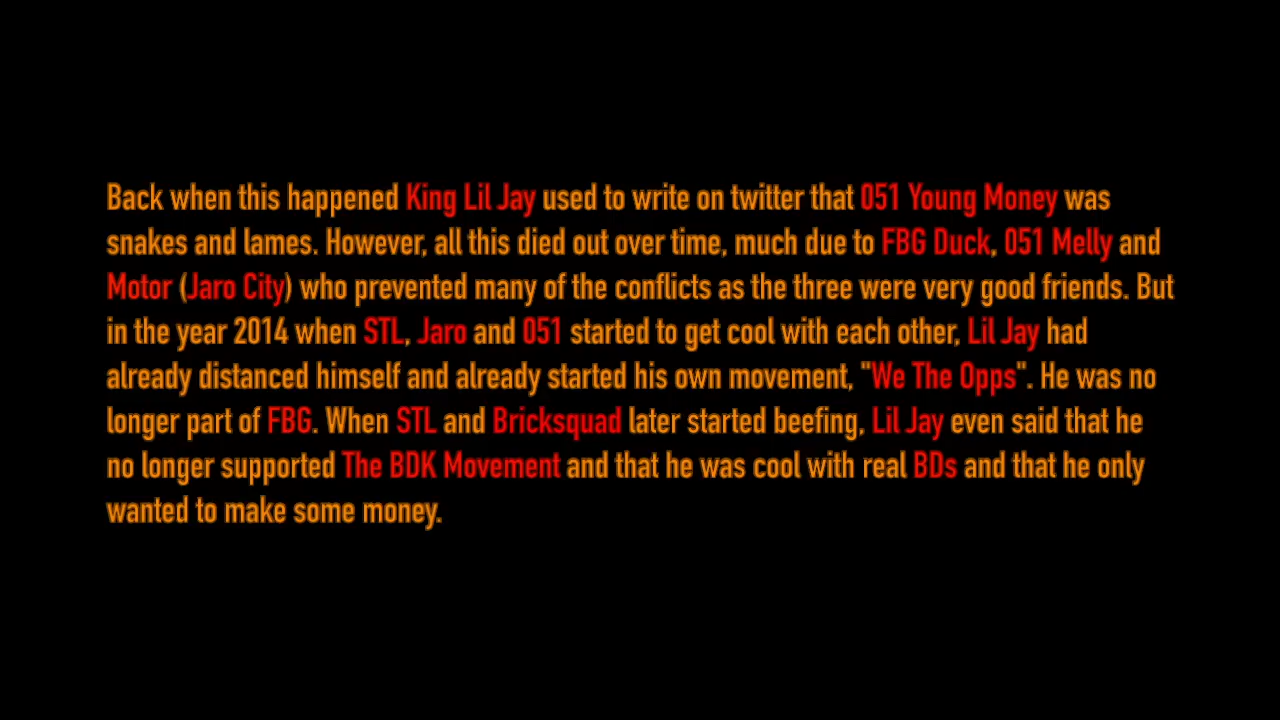 Back when this happened King Lil Jay used to write on twitter that 051 Young Money was
snakes and lames. However, all this died out over time, much due to FBG Duck, 051 Melly and
Motor (Jaro City) who prevented many of the conflicts as the three were very good friends. But
in the year 2014 when STL, Jaro and 051 started to get cool with each other, Lil Jay had
already distanced himself and already started his own movement, "We The Opps". He was no
longer part of FBG. When STL and Bricksquad later started beefing, Lil Jay even said that he
no longer supported The BDK Movement and that he was cool with real BDs and that he only
wanted to make some money.